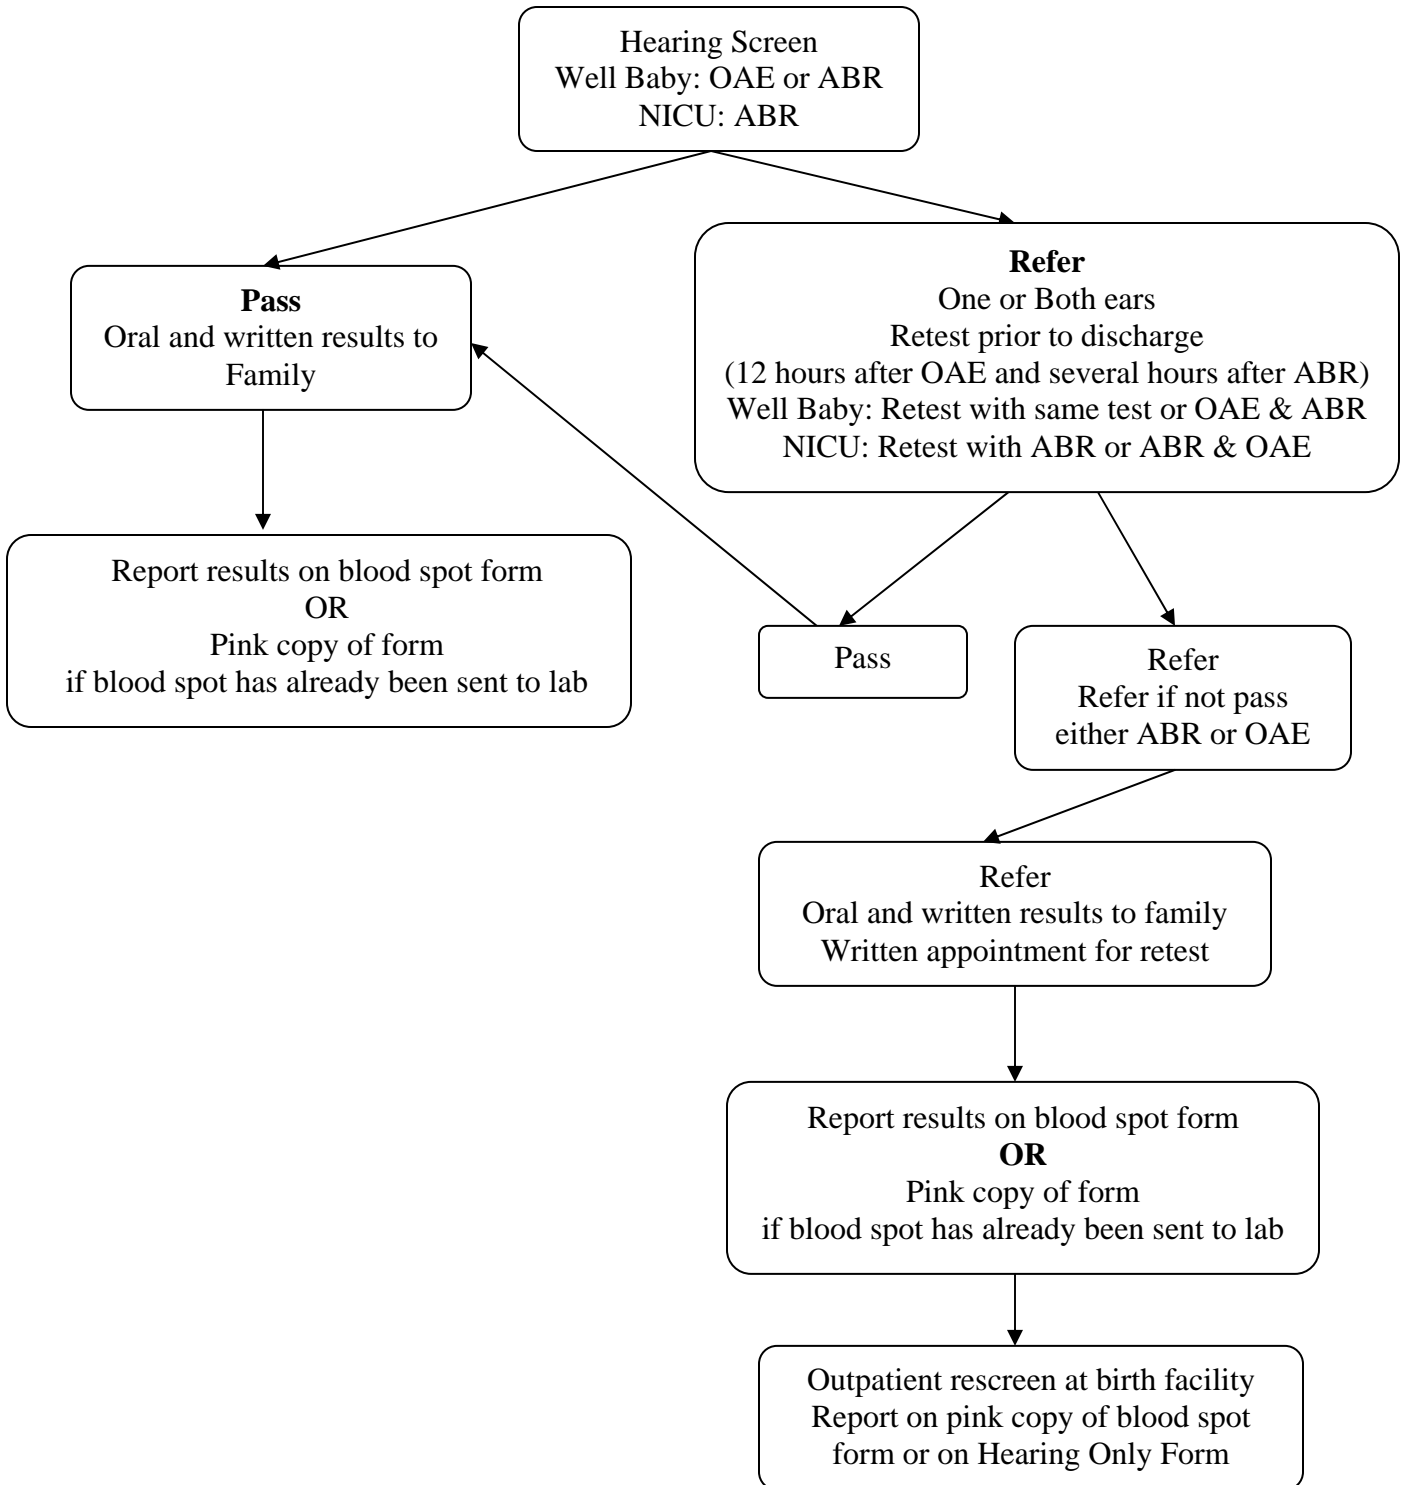 Hearing Screen
Well Baby: OAE or ABR
NICU: ABR
Pass
Oral and written results to
Family
Refer
One or Both ears
Retest prior to discharge
(12 hours after OAE and several hours after ABR)
Well Baby: Retest with same test or OAE & ABR
NICU: Retest with ABR or ABR & OAE
Report results on blood spot form
OR
Pink copy of form
if blood spot has already been sent to lab
Pass
Refer
Refer if not pass
either ABR or OAE
Refer
Oral and written results to family
Written appointment for retest
Report results on blood spot form
OR
Pink copy of form
if blood spot has already been sent to lab
Outpatient rescreen at birth facility
Report on pink copy of blood spot
form or on Hearing Only Form